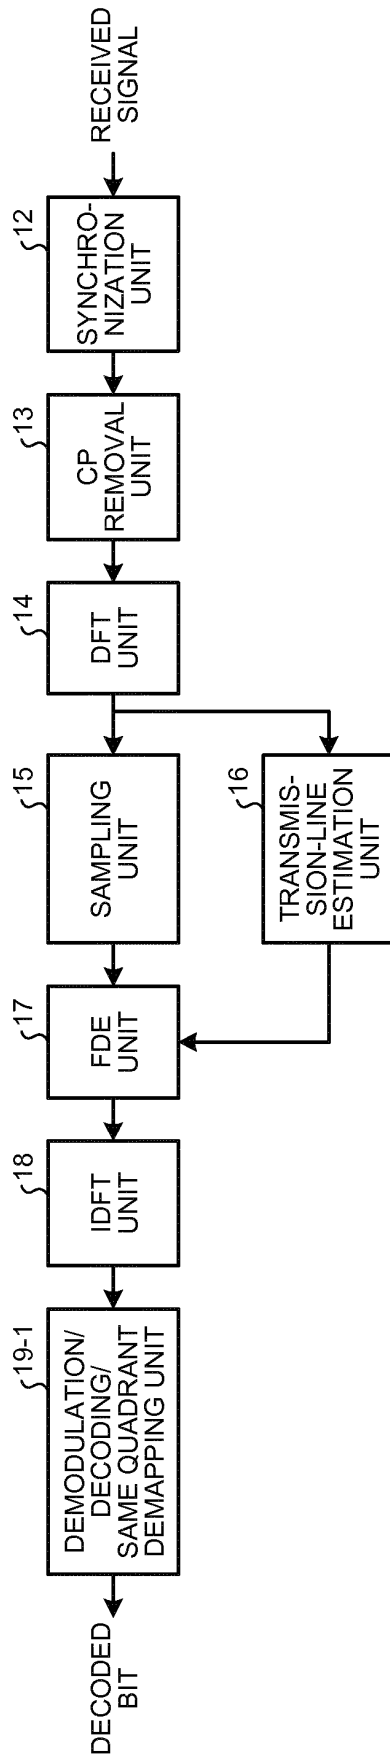 RECEIVED
SIGNAL
12
SYNCHRO-
NIZATION
UNIT
13
CP
REMOVAL
UNIT
14
DFT
UNIT
15
SAMPLING
UNIT
16
TRANSMIS-
SION-LINE
ESTIMATION
UNIT
17
FDE
UNIT
18
IDFT
UNIT
19-1
DEMODULATION/
DECODING/
SAME QUADRANT
DEMAPPING UNIT
DECODED
BIT